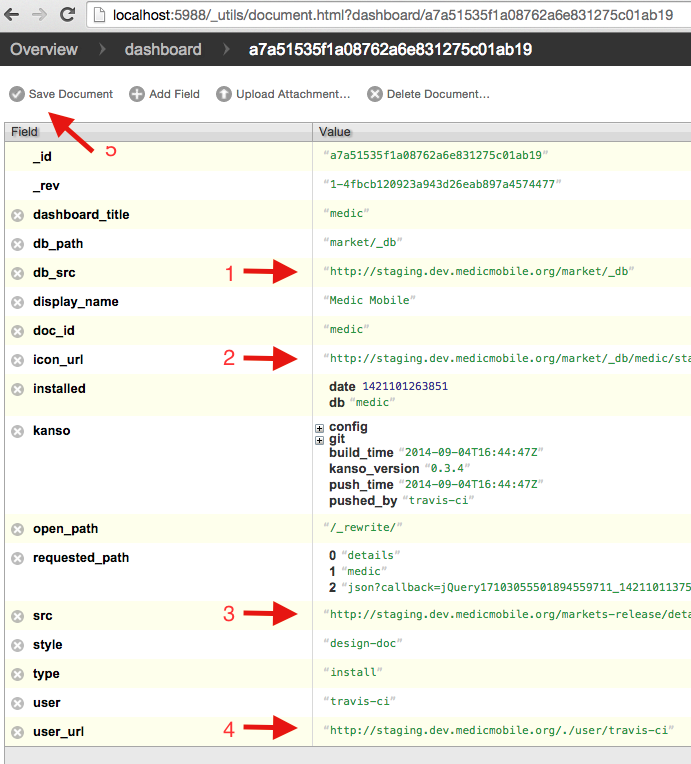 localhost:5988/_utils/document.html?dashboard/a7a51535f1a08762a6e831275c01ab19
Overview dashboard a7a51535f1a08762a6e831275c01ab19
Save Document Add Field Upload Attachment... Delete Document...
5
Field Value
_id "a7a51535f1a08762a6e831275c01ab19"
_rev "1-4fbcb120923a943d26eab897a4574477"
dashboard_title "medic"
db_path "market/_db"
db_src 1 "http://staging.dev.medicmobile.org/market/_db"
display_name "Medic Mobile"
doc_id "medic"
icon_url 2 "http://staging.dev.medicmobile.org/market/_db/medic/sta
installed date 1421101263851
db "medic"
kanso config
git
build_time "2014-09-04T16:44:47Z"
kanso_version "0.3.4"
push_time "2014-09-04T16:44:47Z"
pushed_by "travis-ci"
open_path "/_rewrite/"
requested_path 0 "details"
1 "medic"
2 "json?callback=jQuery17103055501894559711_14211011375
src 3 "http://staging.dev.medicmobile.org/markets-release/deta
style "design-doc"
type "install"
user "travis-ci"
user_url 4 "http://staging.dev.medicmobile.org/./user/travis-ci"